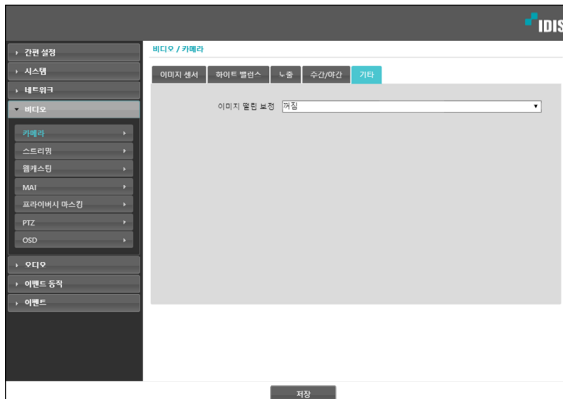 IDIS
비디오 / 카메라
간편 설정
시스템
네트워크
비디오
카메라
스트리밍
웹캐스팅
MAT
프라이버시 마스킹
PTZ
OSD
오디오
이벤트 동작
이벤트
이미지 센서
화이트 밸런스
노출
주간/야간
기타
이미지 떨림 보정
꺼짐
저장